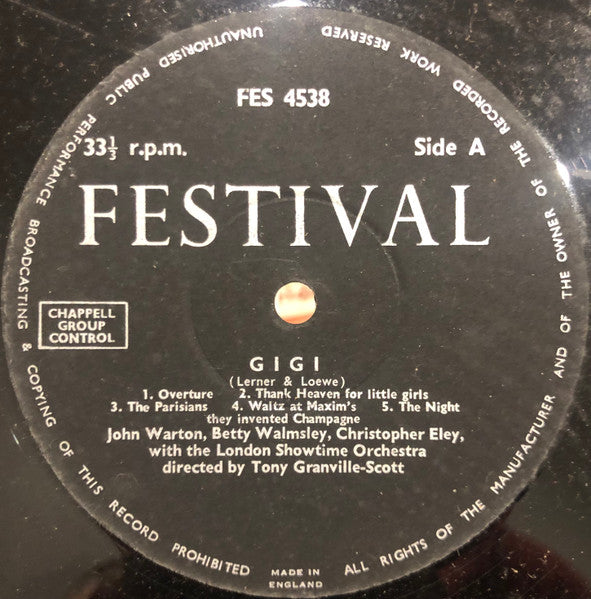 FES 4538
33⅓ r.p.m.
Side A
FESTIVAL
CHAPPELL
GROUP
CONTROL
GIGI
(Lerner & Loewe)
1. Overture 2. Thank Heaven for little girls
3. The Parisians 4. Waltz at Maxim's 5. The Night
they invented Champagne
John Warton, Betty Walmsley, Christopher Eley,
with the London Showtime Orchestra
directed by Tony Granville-Scott
MADE IN
ENGLAND
ALL RIGHTS OF THE MANUFACTURER AND OF THE OWNER OF THE RECORDED WORK RESERVED
UNAUTHORISED PUBLIC PERFORMANCE BROADCASTING & COPYING OF THIS RECORD PROHIBITED